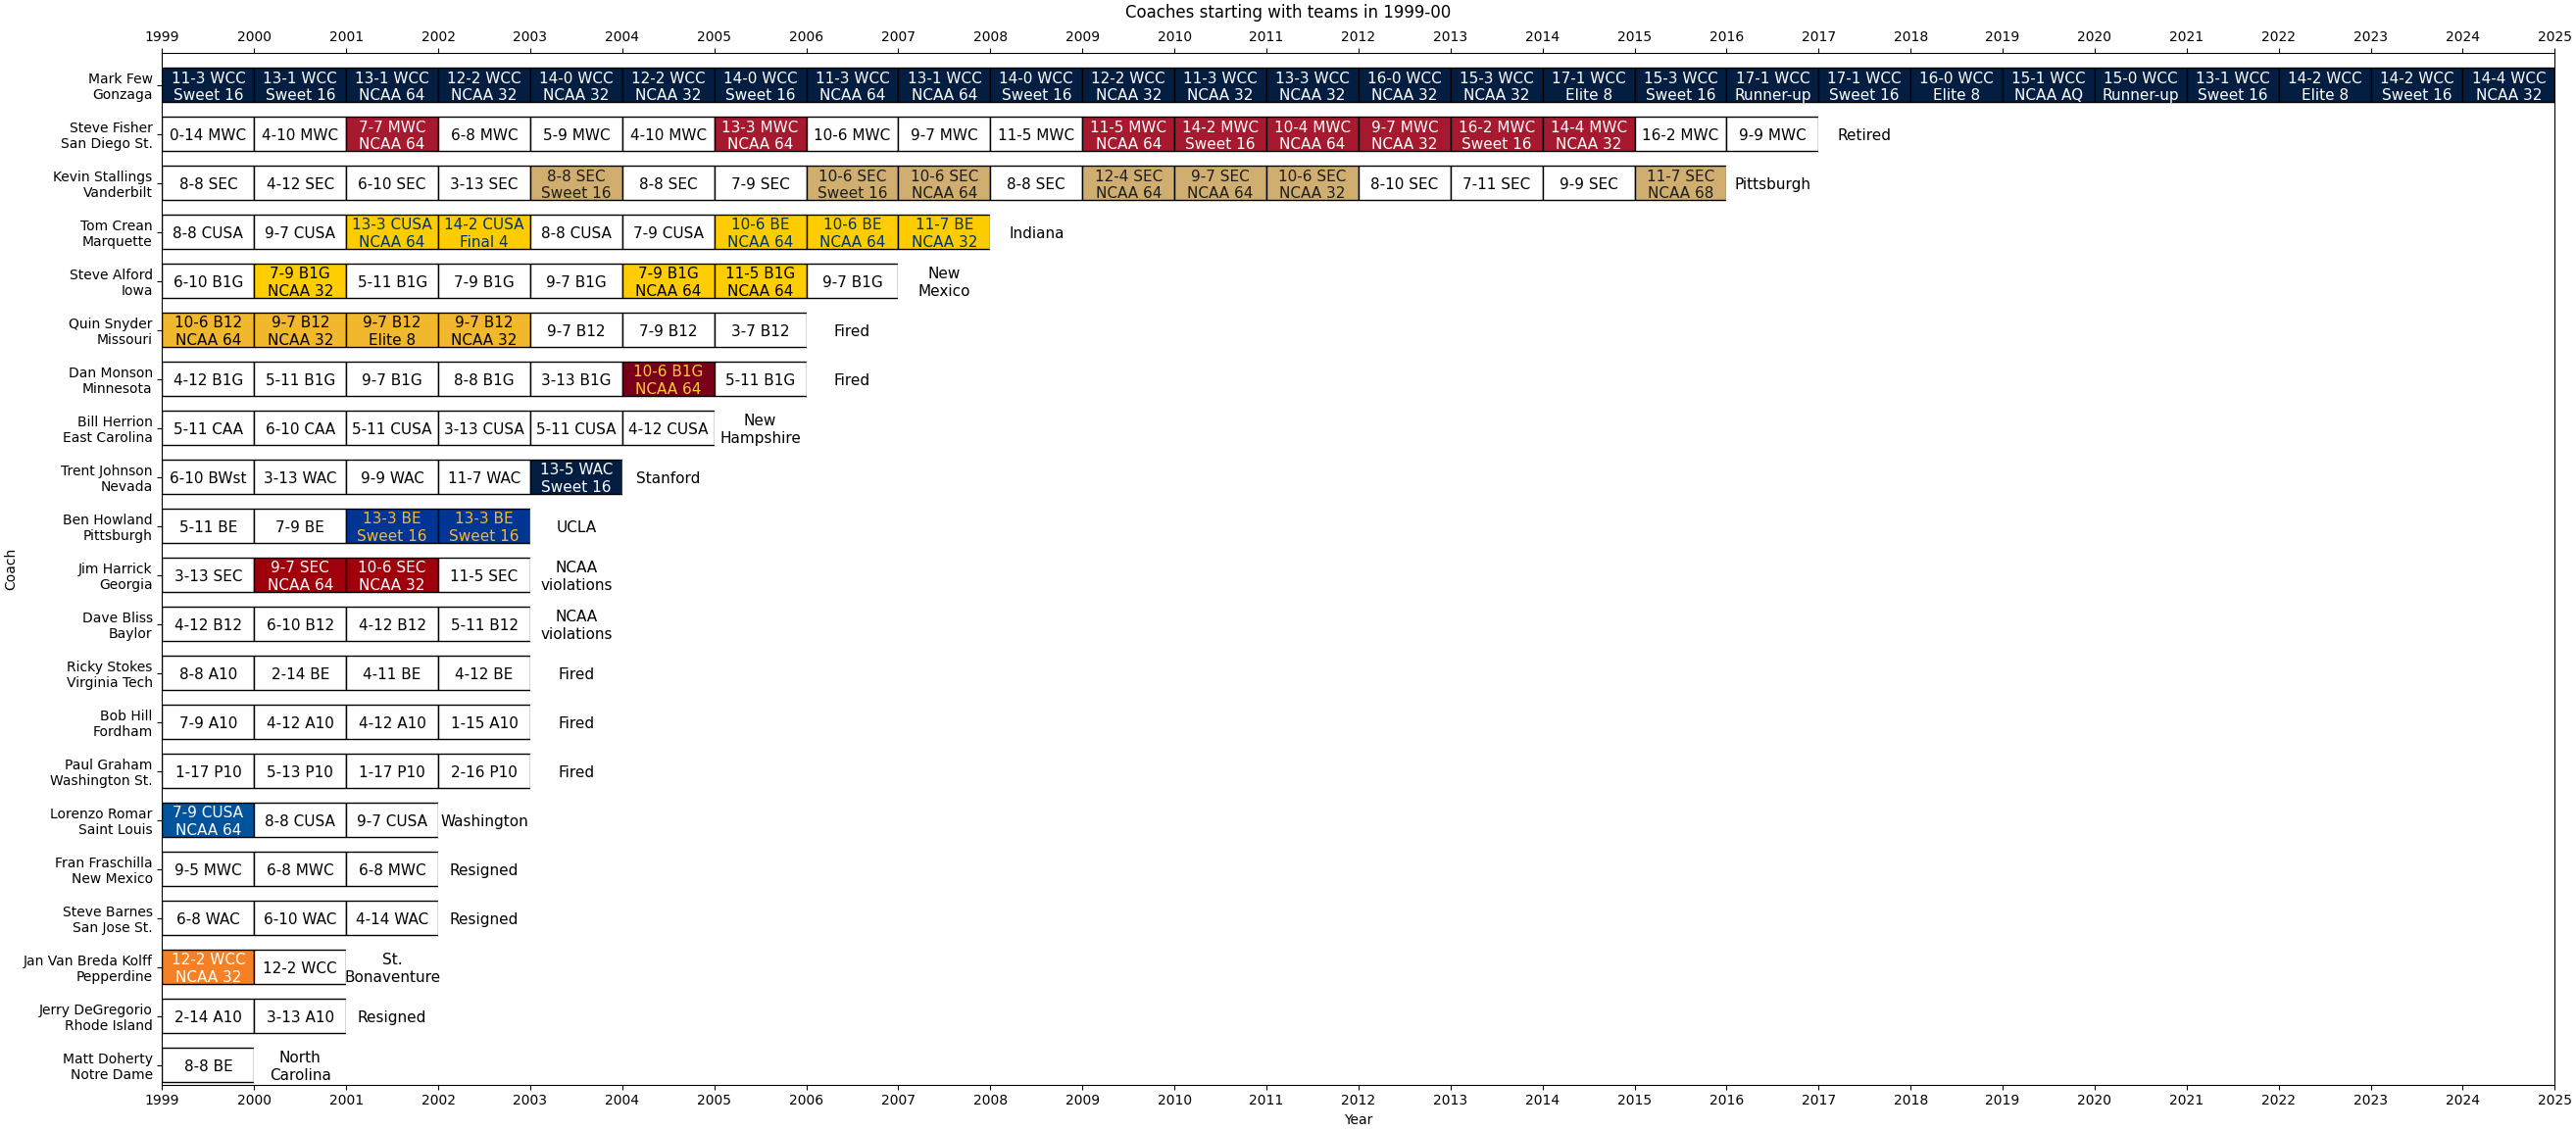 Coaches starting with teams in 1999-00
1999 2000 2001 2002 2003 2004 2005 2006 2007 2008 2009 2010 2011 2012 2013 2014 2015 2016 2017 2018 2019 2020 2021 2022 2023 2024 2025
Mark Few 11-3 WCC 13-1 WCC 13-1 WCC 12-2 WCC 14-0 WCC 12-2 WCC 14-0 WCC 11-3 WCC 13-1 WCC 14-0 WCC 12-2 WCC 11-3 WCC 13-3 WCC 16-0 WCC 15-3 WCC 17-1 WCC 15-3 WCC 17-1 WCC 17-1 WCC 16-0 WCC 15-1 WCC 15-0 WCC 13-1 WCC 14-2 WCC 14-2 WCC 14-4 WCC
Gonzaga Sweet 16 Sweet 16 NCAA 64 NCAA 32 NCAA 32 NCAA 32 Sweet 16 NCAA 64 NCAA 64 Sweet 16 NCAA 32 NCAA 32 NCAA 32 NCAA 32 NCAA 32 Elite 8 Sweet 16 Runner-up Sweet 16 Elite 8 NCAA AQ Runner-up Sweet 16 Elite 8 Sweet 16 NCAA 32
Steve Fisher
San Diego St.
0-14 MWC 4-10 MWC 7-7 MWC NCAA 64 6-8 MWC 5-9 MWC 4-10 MWC 13-3 MWC NCAA 64 10-6 MWC 9-7 MWC 11-5 MWC 11-5 MWC NCAA 64 14-2 MWC Sweet 16 10-4 MWC NCAA 64 9-7 MWC NCAA 32 16-2 MWC Sweet 16 14-4 MWC NCAA 32 16-2 MWC 9-9 MWC Retired
Kevin Stallings
Vanderbilt
8-8 SEC 4-12 SEC 6-10 SEC 3-13 SEC 8-8 SEC Sweet 16 8-8 SEC 7-9 SEC 10-6 SEC Sweet 16 10-6 SEC NCAA 64 8-8 SEC 12-4 SEC NCAA 64 9-7 SEC NCAA 64 10-6 SEC NCAA 32 8-10 SEC 7-11 SEC 9-9 SEC 11-7 SEC NCAA 68 Pittsburgh
Tom Crean
Marquette
8-8 CUSA 9-7 CUSA 13-3 CUSA NCAA 64 14-2 CUSA Final 4 8-8 CUSA 7-9 CUSA 10-6 BE NCAA 64 10-6 BE NCAA 64 11-7 BE NCAA 32 Indiana
Steve Alford
Iowa
6-10 B1G 7-9 B1G NCAA 32 5-11 B1G 7-9 B1G 9-7 B1G 7-9 B1G NCAA 64 11-5 B1G NCAA 64 9-7 B1G New Mexico
Quin Snyder
Missouri
10-6 B12 NCAA 64 9-7 B12 NCAA 32 9-7 B12 Elite 8 9-7 B12 NCAA 32 9-7 B12 7-9 B12 3-7 B12 Fired
Dan Monson
Minnesota
4-12 B1G 5-11 B1G 9-7 B1G 8-8 B1G 3-13 B1G 10-6 B1G NCAA 64 5-11 B1G Fired
Bill Herrion
East Carolina
5-11 CAA 6-10 CAA 5-11 CUSA 3-13 CUSA 5-11 CUSA 4-12 CUSA New Hampshire
Trent Johnson
Nevada
6-10 BWst 3-13 WAC 9-9 WAC 11-7 WAC 13-5 WAC Sweet 16 Stanford
Ben Howland
Pittsburgh
5-11 BE 7-9 BE 13-3 BE Sweet 16 13-3 BE Sweet 16 UCLA
Coach
Jim Harrick
Georgia
3-13 SEC 9-7 SEC NCAA 64 10-6 SEC NCAA 32 11-5 SEC NCAA violations
Dave Bliss
Baylor
4-12 B12 6-10 B12 4-12 B12 5-11 B12 NCAA violations
Ricky Stokes
Virginia Tech
8-8 A10 2-14 BE 4-11 BE 4-12 BE Fired
Bob Hill
Fordham
7-9 A10 4-12 A10 4-12 A10 1-15 A10 Fired
Paul Graham
Washington St.
1-17 P10 5-13 P10 1-17 P10 2-16 P10 Fired
Lorenzo Romar
Saint Louis
7-9 CUSA NCAA 64 8-8 CUSA 9-7 CUSA Washington
Fran Fraschilla
New Mexico
9-5 MWC 6-8 MWC 6-8 MWC Resigned
Steve Barnes
San Jose St.
6-8 WAC 6-10 WAC 4-14 WAC Resigned
Jan Van Breda Kolff
Pepperdine
12-2 WCC NCAA 32 12-2 WCC St. Bonaventure
Jerry DeGregorio
Rhode Island
2-14 A10 3-13 A10 Resigned
Matt Doherty
Notre Dame
8-8 BE North Carolina
1999 2000 2001 2002 2003 2004 2005 2006 2007 2008 2009 2010 2011 2012 2013 2014 2015 2016 2017 2018 2019 2020 2021 2022 2023 2024 2025
Year